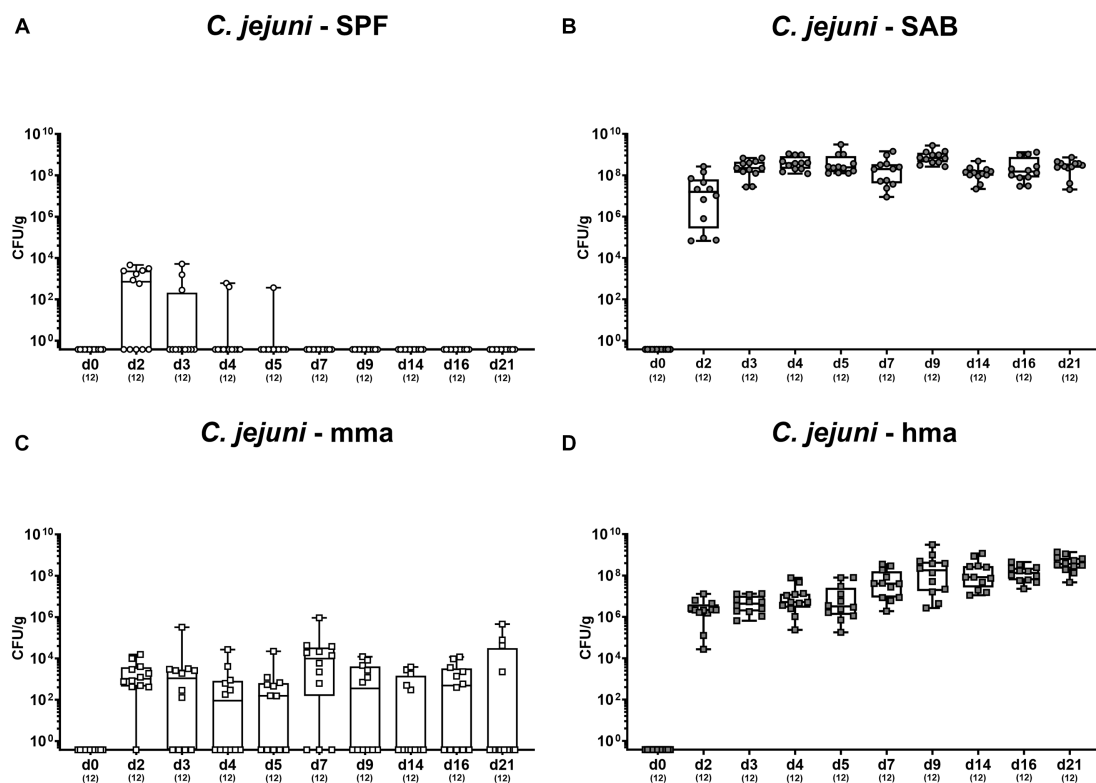 A
C. jejuni - SPF
CFU/g
10^10
10^8
10^6
10^4
10^2
10^0
d0 d2 d3 d4 d5 d7 d9 d14 d16 d21
(12) (12) (12) (12) (12) (12) (12) (12) (12) (12)
B
C. jejuni - SAB
CFU/g
10^10
10^8
10^6
10^4
10^2
10^0
d0 d2 d3 d4 d5 d7 d9 d14 d16 d21
(12) (12) (12) (12) (12) (12) (12) (12) (12) (12)
C
C. jejuni - mma
CFU/g
10^10
10^8
10^6
10^4
10^2
10^0
d0 d2 d3 d4 d5 d7 d9 d14 d16 d21
(12) (12) (12) (12) (12) (12) (12) (12) (12) (12)
D
C. jejuni - hma
CFU/g
10^10
10^8
10^6
10^4
10^2
10^0
d0 d2 d3 d4 d5 d7 d9 d14 d16 d21
(12) (12) (12) (12) (12) (12) (12) (12) (12) (12)